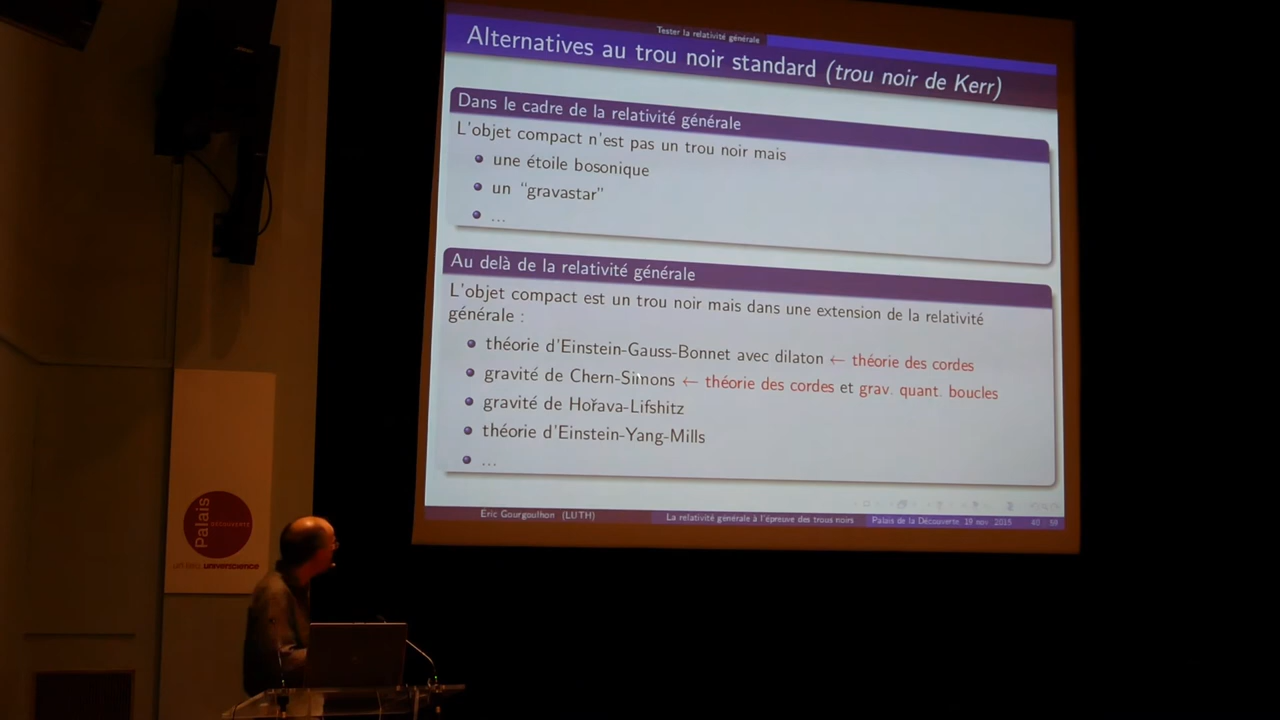 Tester la relativité générale
Alternatives au trou noir standard (trou noir de Kerr)
Dans le cadre de la relativité générale
L'objet compact n'est pas un trou noir mais
une étoile bosonique
un “gravastar”
...
Au delà de la relativité générale
L'objet compact est un trou noir mais dans une extension de la relativité
générale :
théorie d'Einstein-Gauss-Bonnet avec dilaton ← théorie des cordes
gravité de Chern-Simons ← théorie des cordes et grav. quant. boucles
gravité de Hořava-Lifshitz
théorie d'Einstein-Yang-Mills
...
Éric Gourgoulhon (LUTH) La relativité générale à l'épreuve des trous noirs Palais de la Découverte, 19 nov. 2015 40 58
Palais
DÉCOUVERTE
universcience